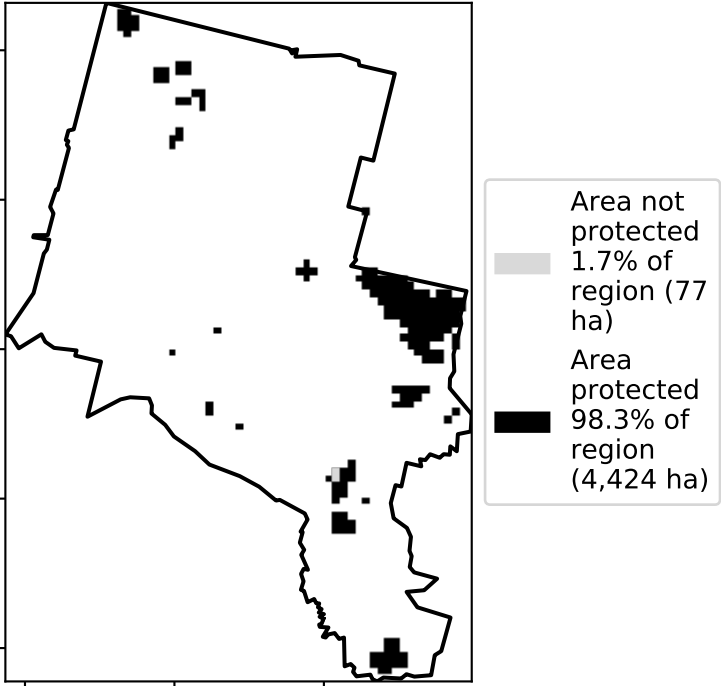 Area not
protected
1.7% of
region (77
ha)
Area
protected
98.3% of
region
(4,424 ha)